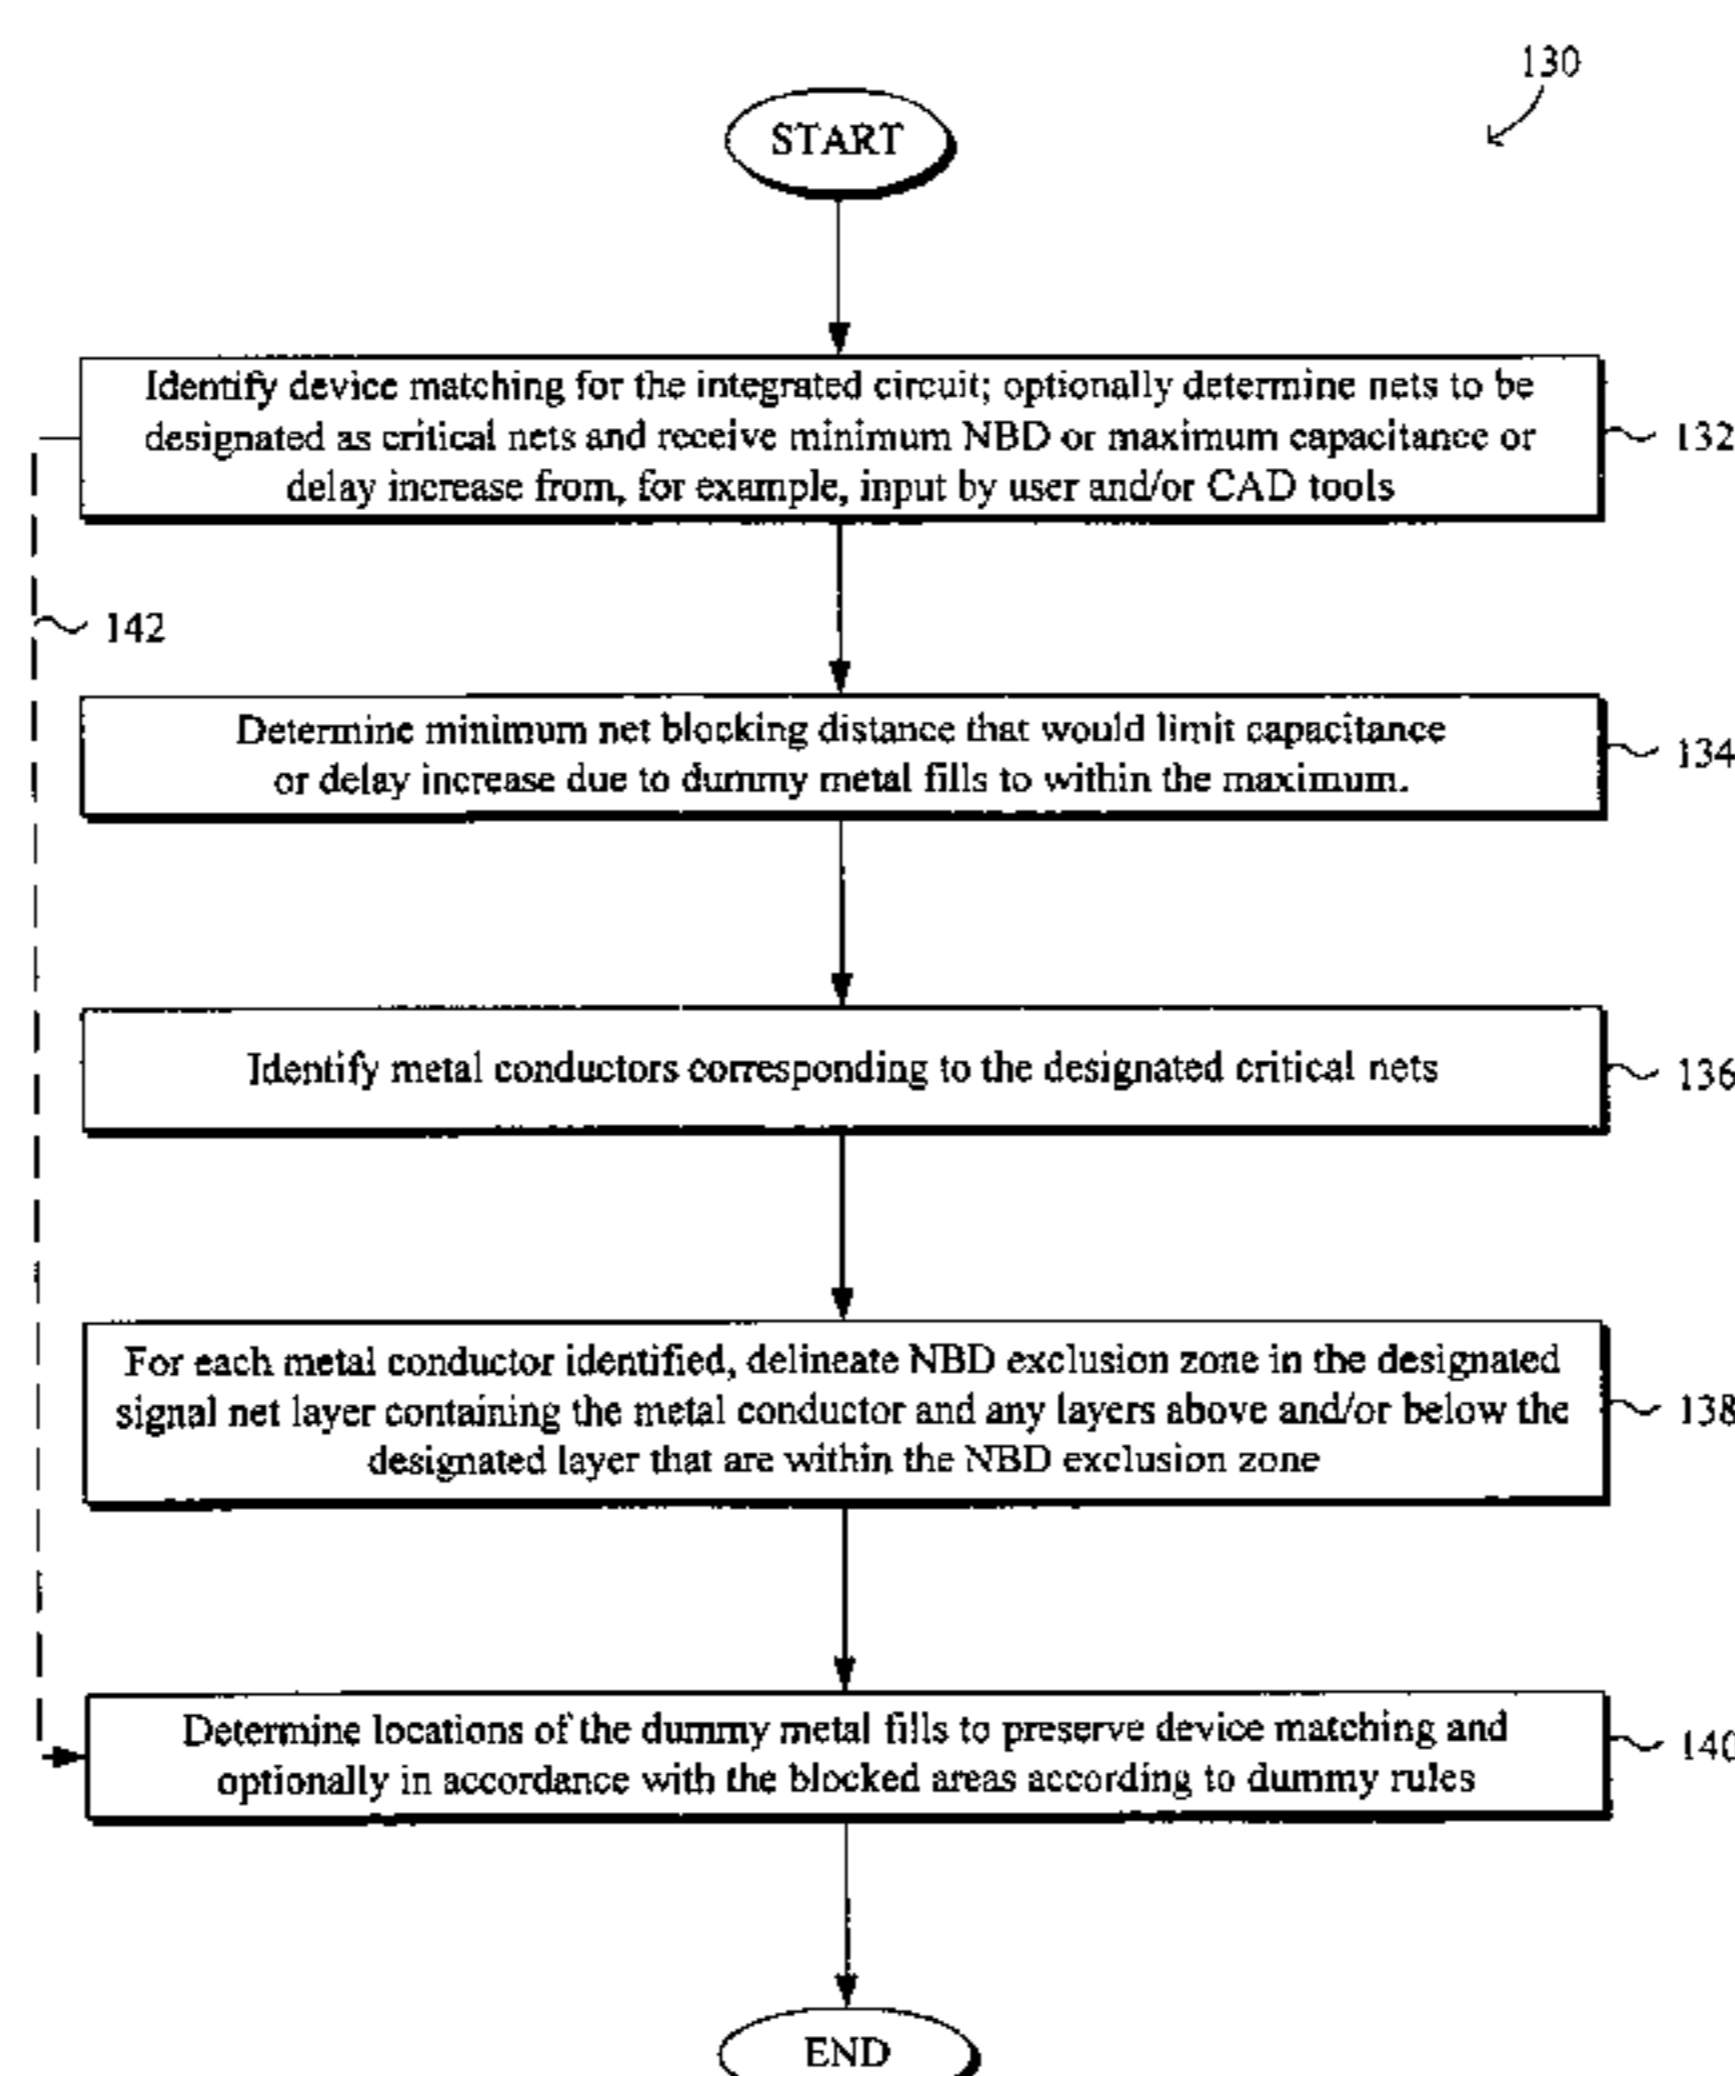 130
START
Identify device matching for the integrated circuit; optionally determine nets to be
designated as critical nets and receive minimum NBD or maximum capacitance or
delay increase from, for example, input by user and/or CAD tools
132
142
Determine minimum net blocking distance that would limit capacitance
or delay increase due to dummy metal fills to within the maximum.
134
Identify metal conductors corresponding to the designated critical nets
136
For each metal conductor identified, delineate NBD exclusion zone in the designated
signal net layer containing the metal conductor and any layers above and/or below the
designated layer that are within the NBD exclusion zone
138
Determine locations of the dummy metal fills to preserve device matching and
optionally in accordance with the blocked areas according to dummy rules
140
END